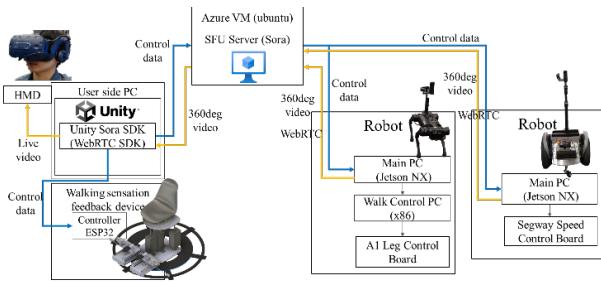 Azure VM (ubuntu)
SFU Server (Sora)
Control
data
Control data
HMD
User side PC
Unity
Unity Sora SDK
(WebRTC SDK)
Live
video
360deg
video
360deg
video
WebRTC
Control
data
360deg
video
WebRTC
Robot
Main PC
(Jetson NX)
Walk Control PC
(x86)
A1 Leg Control
Board
Robot
Main PC
(Jetson NX)
Segway Speed
Control Board
Control
data
Walking sensation
feedback device
Controller
ESP32